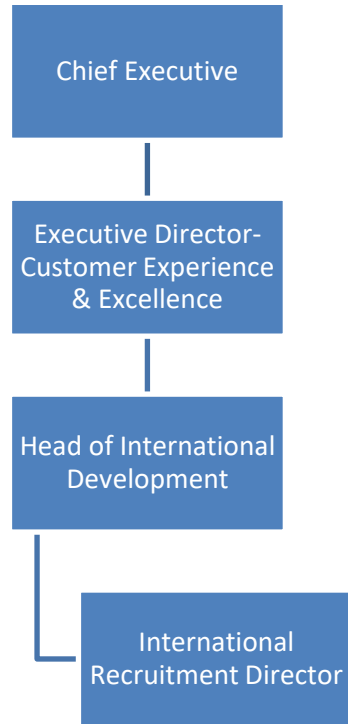 Chief Executive
Executive Director-
Customer Experience
& Excellence
Head of International
Development
International
Recruitment Director